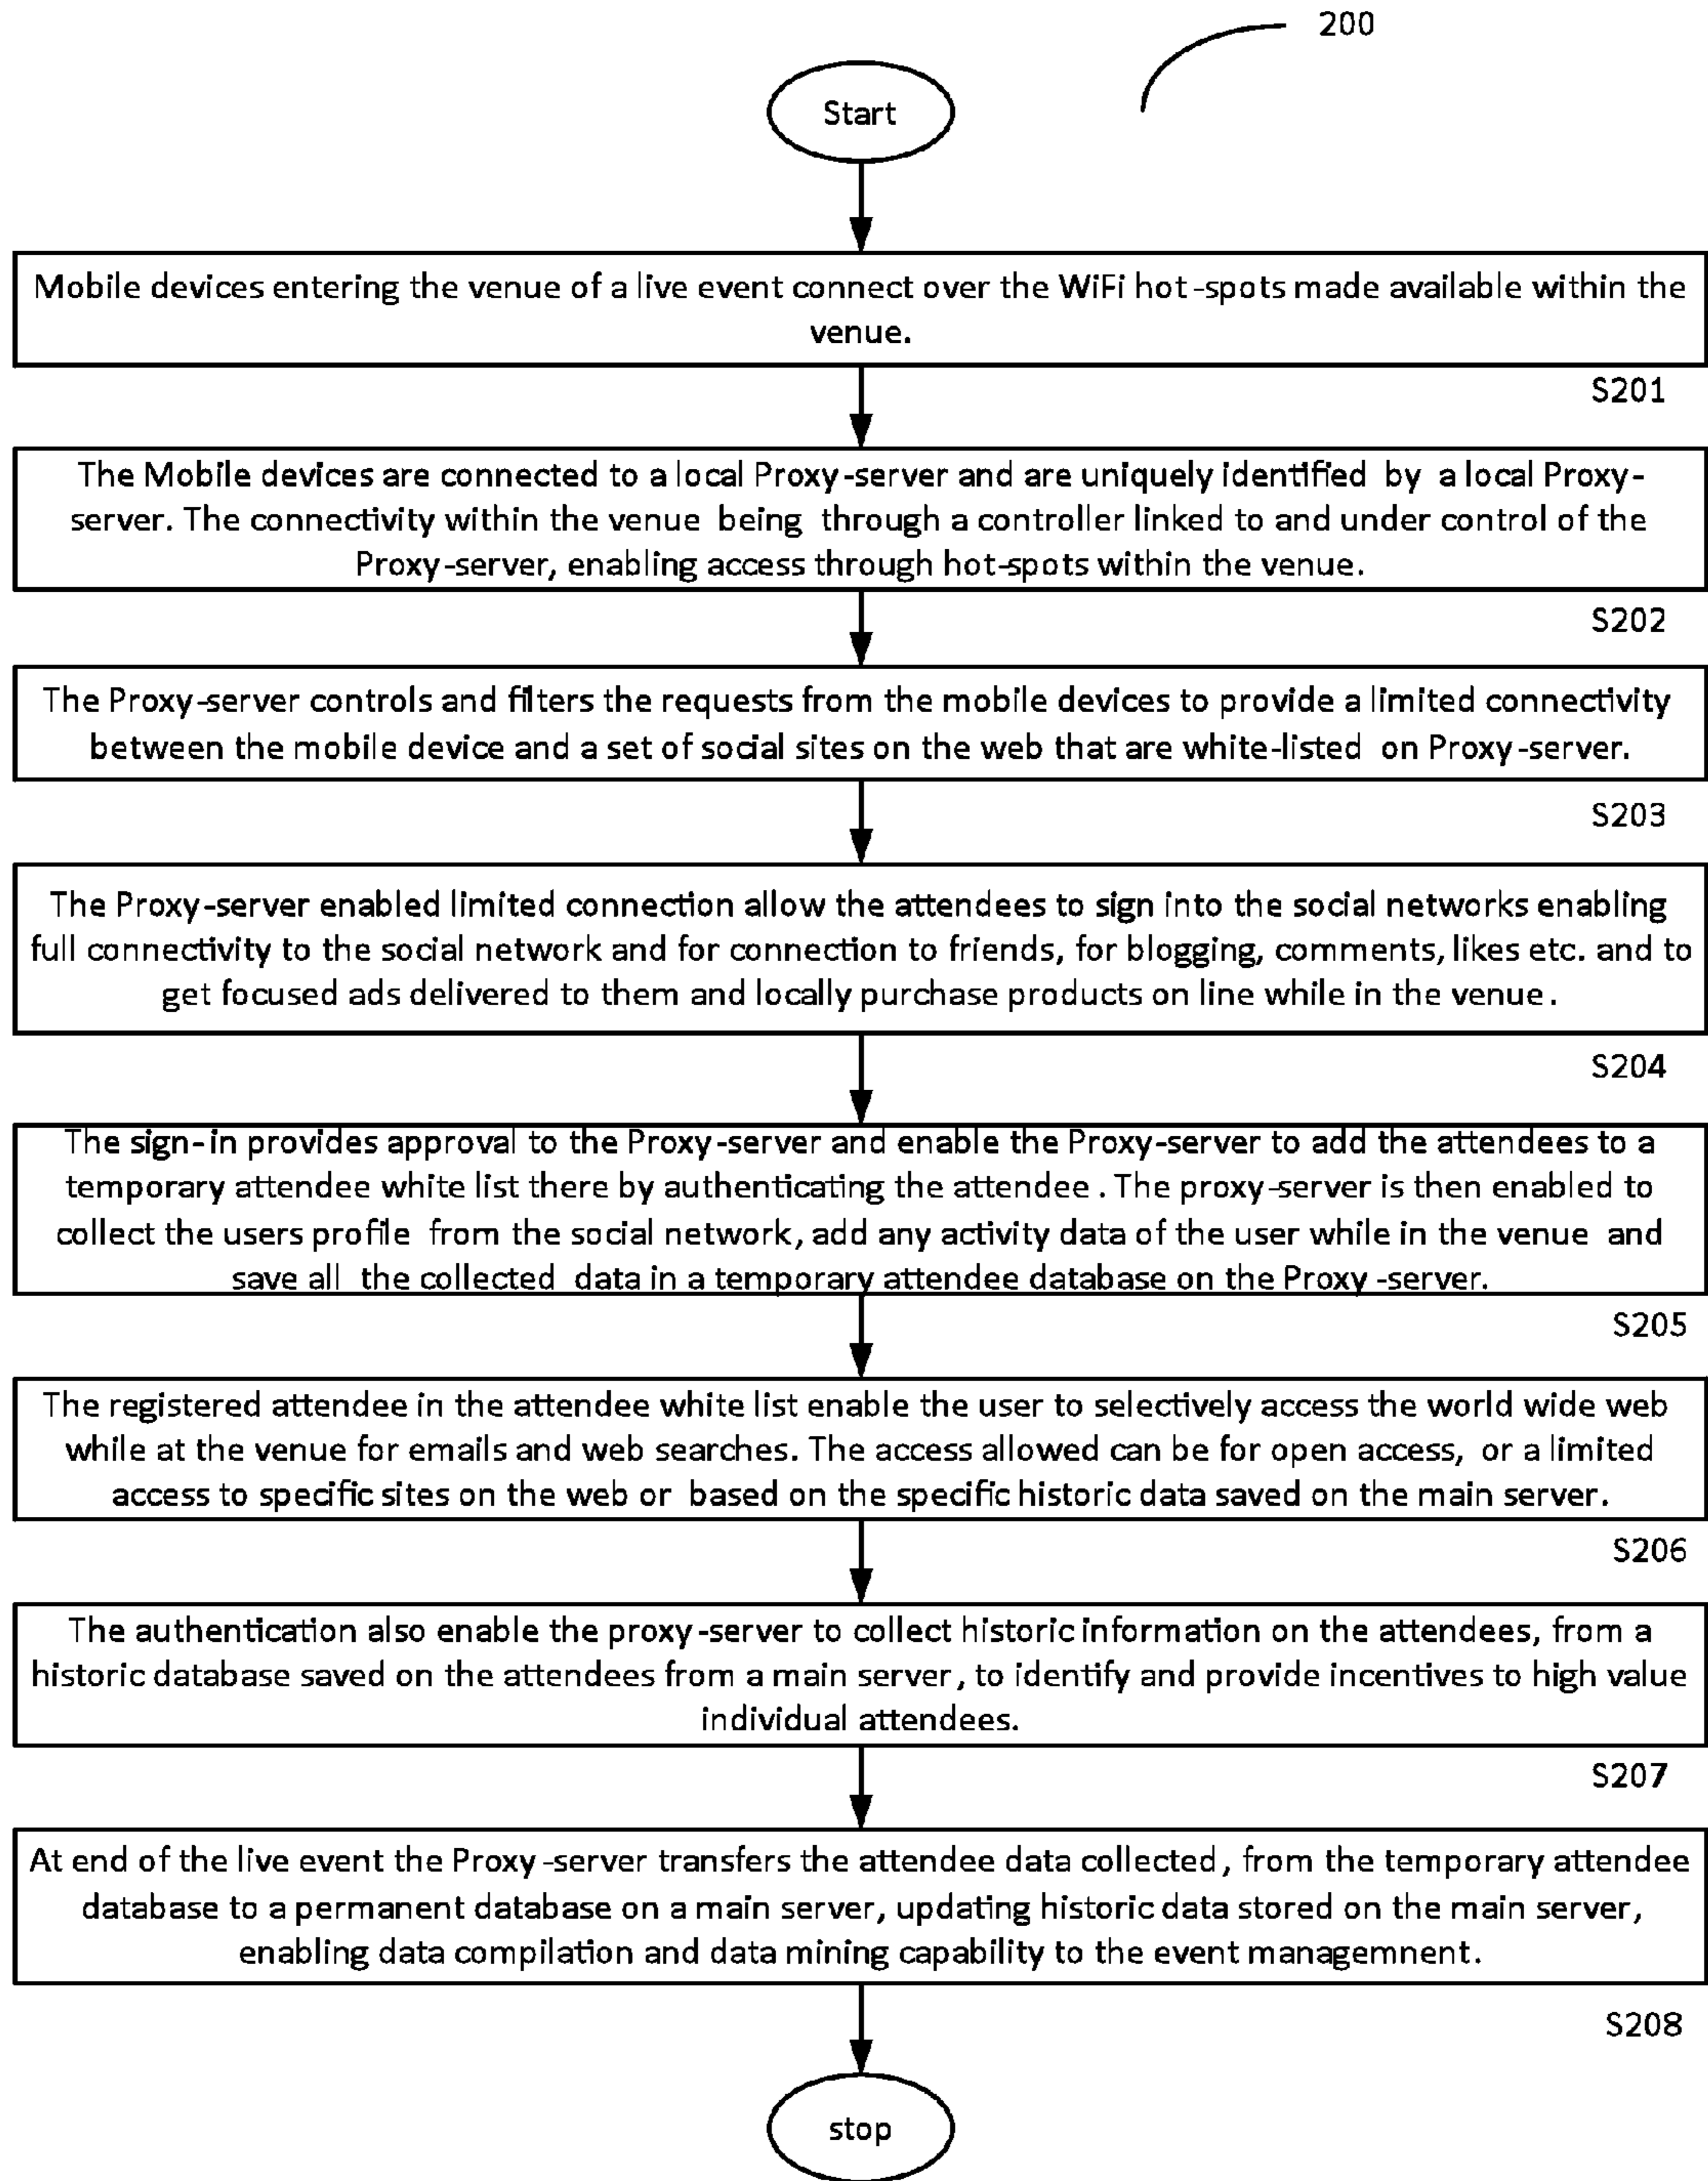 200
Start
Mobile devices entering the venue of a live event connect over the WiFi hot-spots made available within the
venue.
S201
The Mobile devices are connected to a local Proxy-server and are uniquely identified by a local Proxy-
server. The connectivity within the venue being through a controller linked to and under control of the
Proxy-server, enabling access through hot-spots within the venue.
S202
The Proxy-server controls and filters the requests from the mobile devices to provide a limited connectivity
between the mobile device and a set of social sites on the web that are white-listed on Proxy-server.
S203
The Proxy-server enabled limited connection allow the attendees to sign into the social networks enabling
full connectivity to the social network and for connection to friends, for blogging, comments, likes etc. and to
get focused ads delivered to them and locally purchase products on line while in the venue.
S204
The sign-in provides approval to the Proxy-server and enable the Proxy-server to add the attendees to a
temporary attendee white list there by authenticating the attendee. The proxy-server is then enabled to
collect the users profile from the social network, add any activity data of the user while in the venue and
save all the collected data in a temporary attendee database on the Proxy-server.
S205
The registered attendee in the attendee white list enable the user to selectively access the world wide web
while at the venue for emails and web searches. The access allowed can be for open access, or a limited
access to specific sites on the web or based on the specific historic data saved on the main server.
S206
The authentication also enable the proxy-server to collect historic information on the attendees, from a
historic database saved on the attendees from a main server, to identify and provide incentives to high value
individual attendees.
S207
At end of the live event the Proxy-server transfers the attendee data collected, from the temporary attendee
database to a permanent database on a main server, updating historic data stored on the main server,
enabling data compilation and data mining capability to the event managemnent.
S208
stop